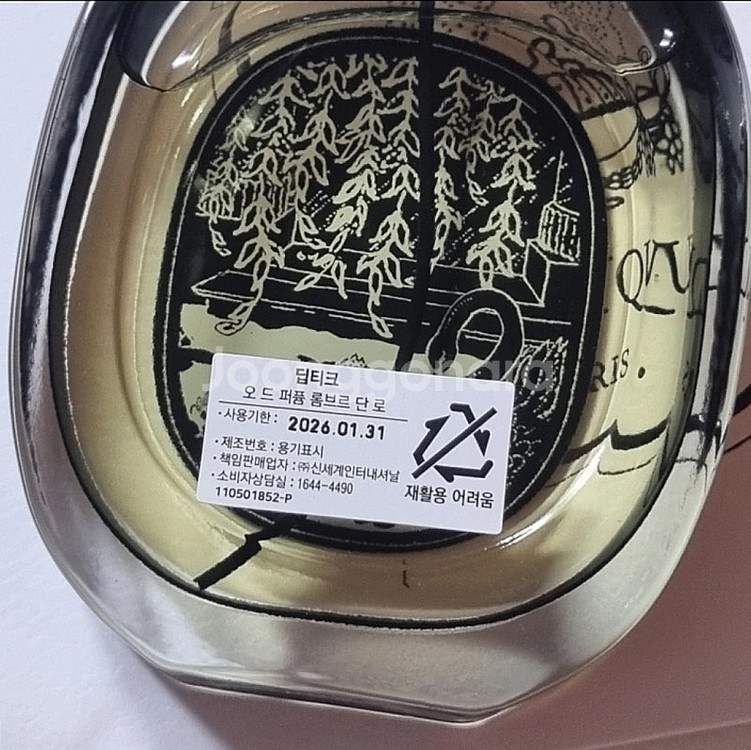 QVU
RIS.
Joonggonara
딥티크
오 드 퍼퓸 롬브르 단 로
·사용기한 : 2026.01.31
·제조번호 : 용기표시
·책임판매업자 : ㈜신세계인터내셔날
·소비자상담실 : 1644-4490
110501852-P
재활용 어려움